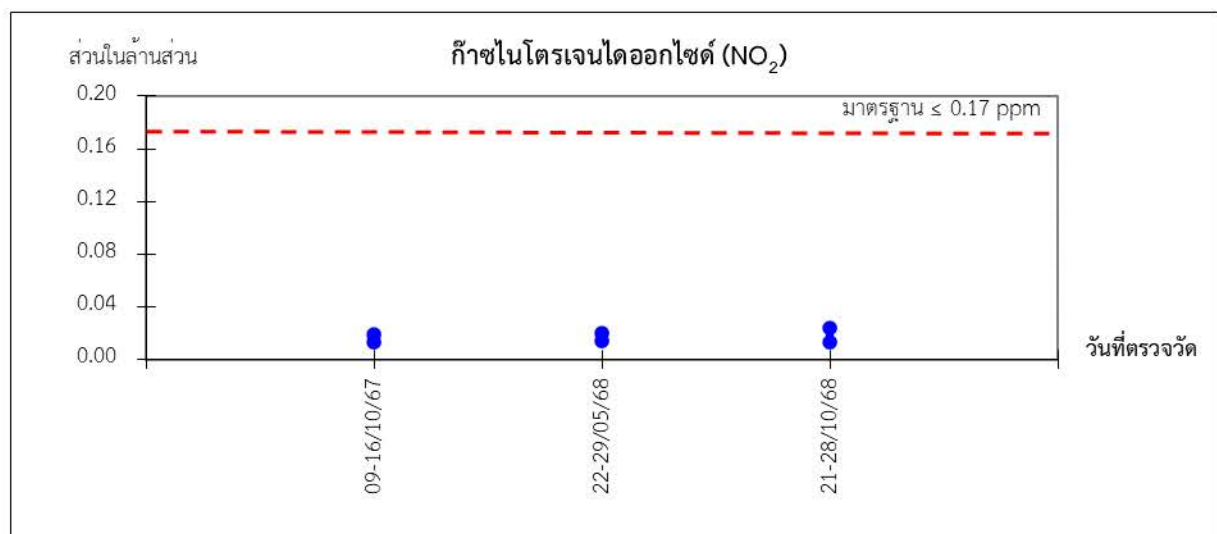 ก๊าซไนโตรเจนไดออกไซด์ (NO₂)
ส่วนในล้านส่วน
0.20
มาตรฐาน ≤ 0.17 ppm
0.16
0.12
0.08
0.04
0.00
วันที่ตรวจวัด
09-16/10/67
22-29/05/68
21-28/10/68